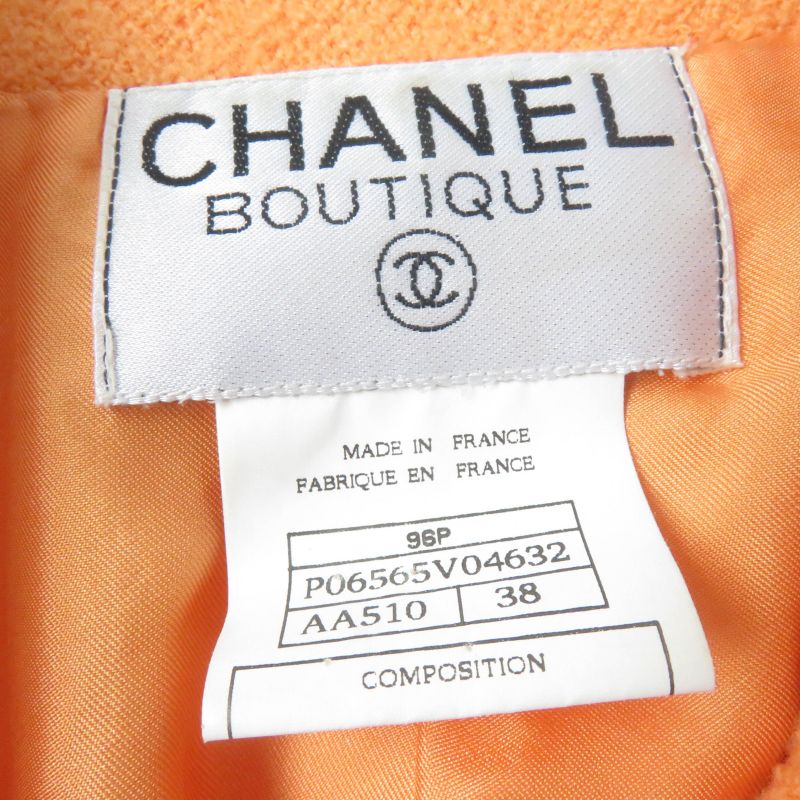 CHANEL
BOUTIQUE
MADE IN FRANCE
FABRIQUE EN FRANCE
96P
P06565V04632
AA510 38
COMPOSITION